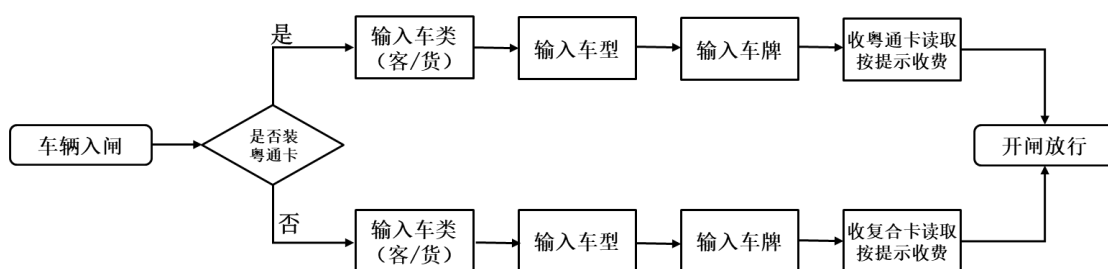 车辆入闸
是否装
粤通卡
是
输入车类
（客/货）
输入车型
输入车牌
收粤通卡读取
按提示收费
否
输入车类
（客/货）
输入车型
输入车牌
收复合卡读取
按提示收费
开闸放行